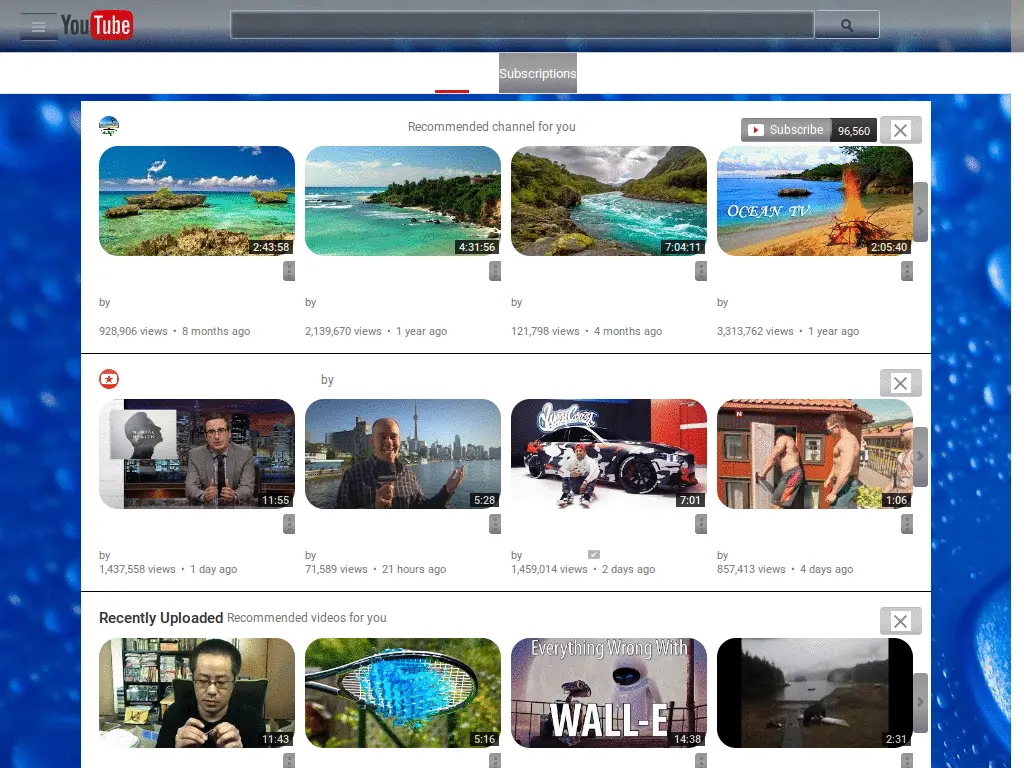 YouTube
Subscriptions
Recommended channel for you
Subscribe 96,560
2:43:58
4:31:56
7:04:11
OCEAN TV
2:05:40
by
by
by
by
928,906 views • 8 months ago
2,139,670 views • 1 year ago
121,798 views • 4 months ago
3,313,762 views • 1 year ago
by
MENTAL
HEALTH
11:55
5:28
West Coast
7:01
N
1:06
by
by
by
by
1,437,558 views • 1 day ago
71,589 views • 21 hours ago
1,459,014 views • 2 days ago
857,413 views • 4 days ago
Recently Uploaded Recommended videos for you
11:43
5:16
Everything Wrong With
WALL-E
14:38
2:31